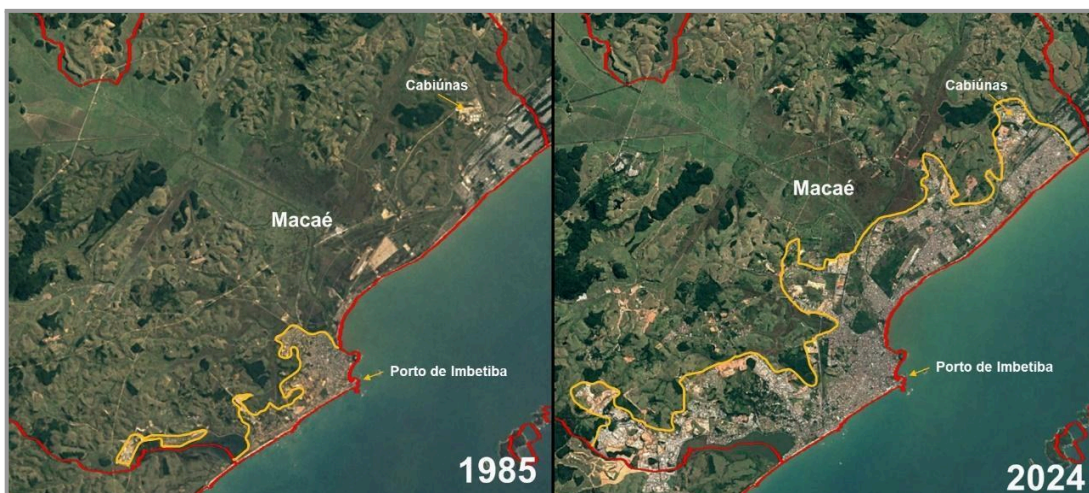 Cabiúnas
Macaé
Porto de Imbetiba
1985
Cabiúnas
Macaé
Porto de Imbetiba
2024